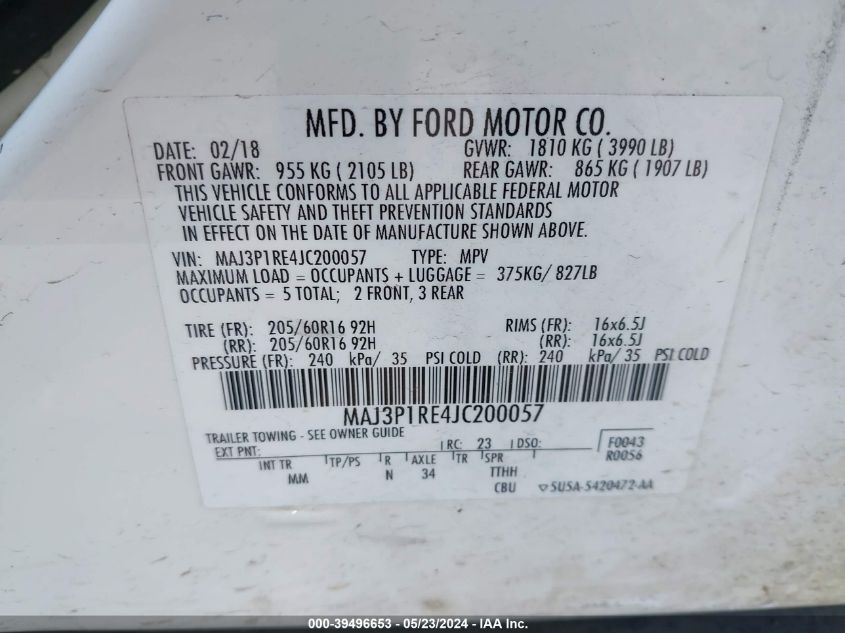 MFD. BY FORD MOTOR CO.
DATE: 02/18 GVWR: 1810 KG ( 3990 LB)
FRONT GAWR: 955 KG ( 2105 LB) REAR GAWR: 865 KG ( 1907 LB)
THIS VEHICLE CONFORMS TO ALL APPLICABLE FEDERAL MOTOR
VEHICLE SAFETY AND THEFT PREVENTION STANDARDS
IN EFFECT ON THE DATE OF MANUFACTURE SHOWN ABOVE.
VIN: MAJ3P1RE4JC200057 TYPE: MPV
MAXIMUM LOAD = OCCUPANTS + LUGGAGE = 375KG/ 827LB
OCCUPANTS = 5 TOTAL; 2 FRONT, 3 REAR
TIRE (FR): 205/60R16 92H RIMS (FR): 16x6.5J
(RR): 205/60R16 92H (RR): 16x6.5J
PRESSURE (FR): 240 kPa/ 35 PSI COLD (RR): 240 kPa/ 35 PSI COLD
MAJ3P1RE4JC200057
TRAILER TOWING - SEE OWNER GUIDE
EXT PNT: RC: 23 DSO: F0043
R0056
INT TR TP/PS R AXLE TR SPR
MM N 34 TTHH
CBU 5U5A-5420472-AA
000-39496653 - 05/23/2024 - IAA Inc.